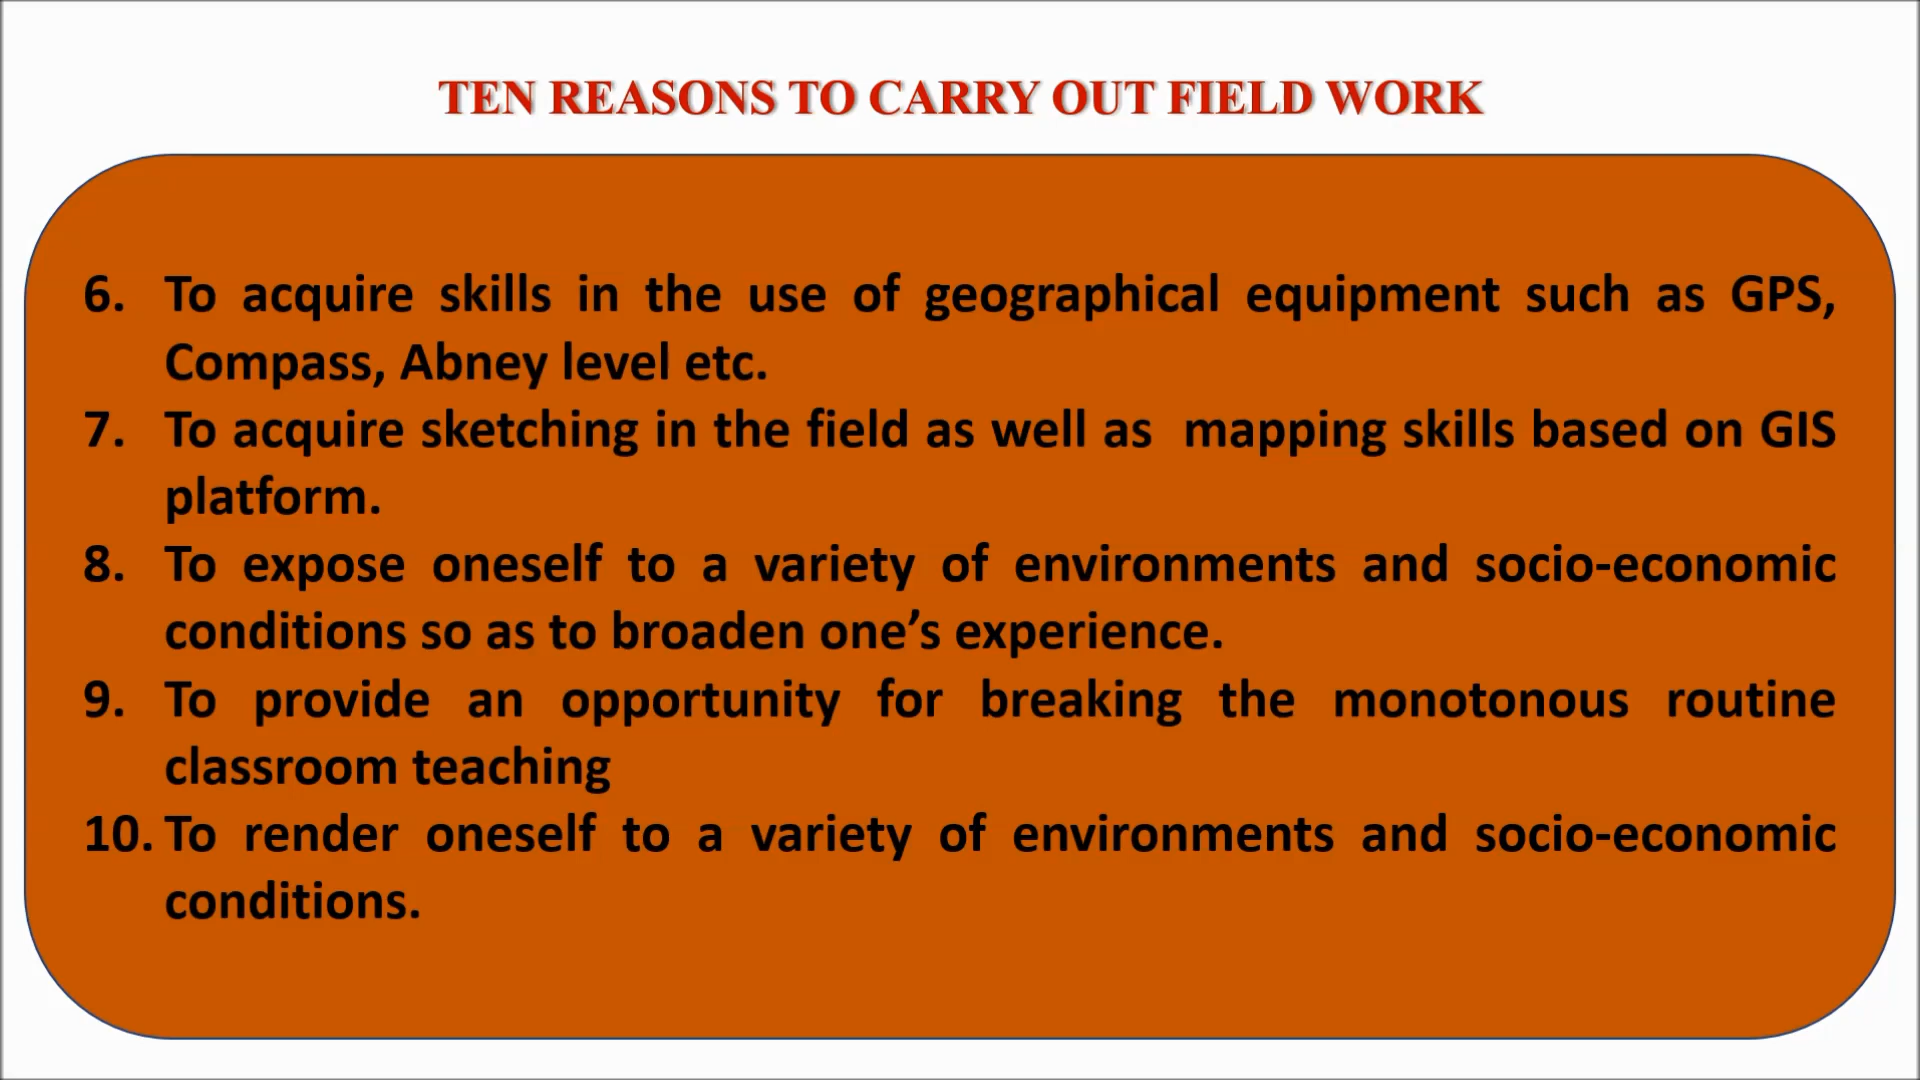 TEN REASONS TO CARRY OUT FIELD WORK
6. To acquire skills in the use of geographical equipment such as GPS,
Compass, Abney level etc.
7. To acquire sketching in the field as well as mapping skills based on GIS
platform.
8. To expose oneself to a variety of environments and socio-economic
conditions so as to broaden one’s experience.
9. To provide an opportunity for breaking the monotonous routine
classroom teaching
10. To render oneself to a variety of environments and socio-economic
conditions.